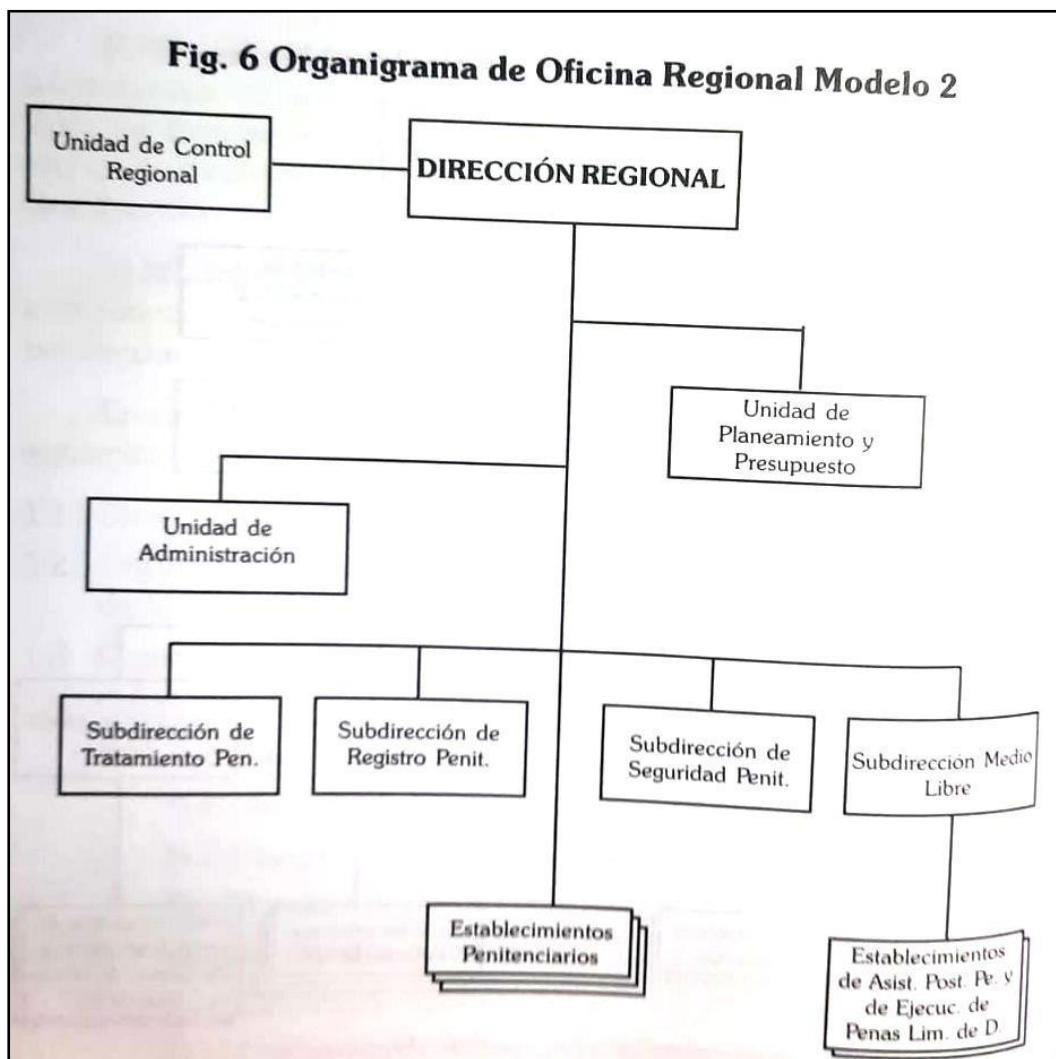 Fig. 6 Organigrama de Oficina Regional Modelo 2
Unidad de Control
Regional
DIRECCIÓN REGIONAL
Unidad de
Planeamiento y
Presupuesto
Unidad de
Administración
Subdirección de
Tratamiento Pen.
Subdirección de
Registro Penit.
Subdirección de
Seguridad Penit.
Subdirección Medio
Libre
Establecimientos
Penitenciarios
Establecimientos
de Asist. Post. Pe. y
de Ejecuc. de
Penas Lim. de D.